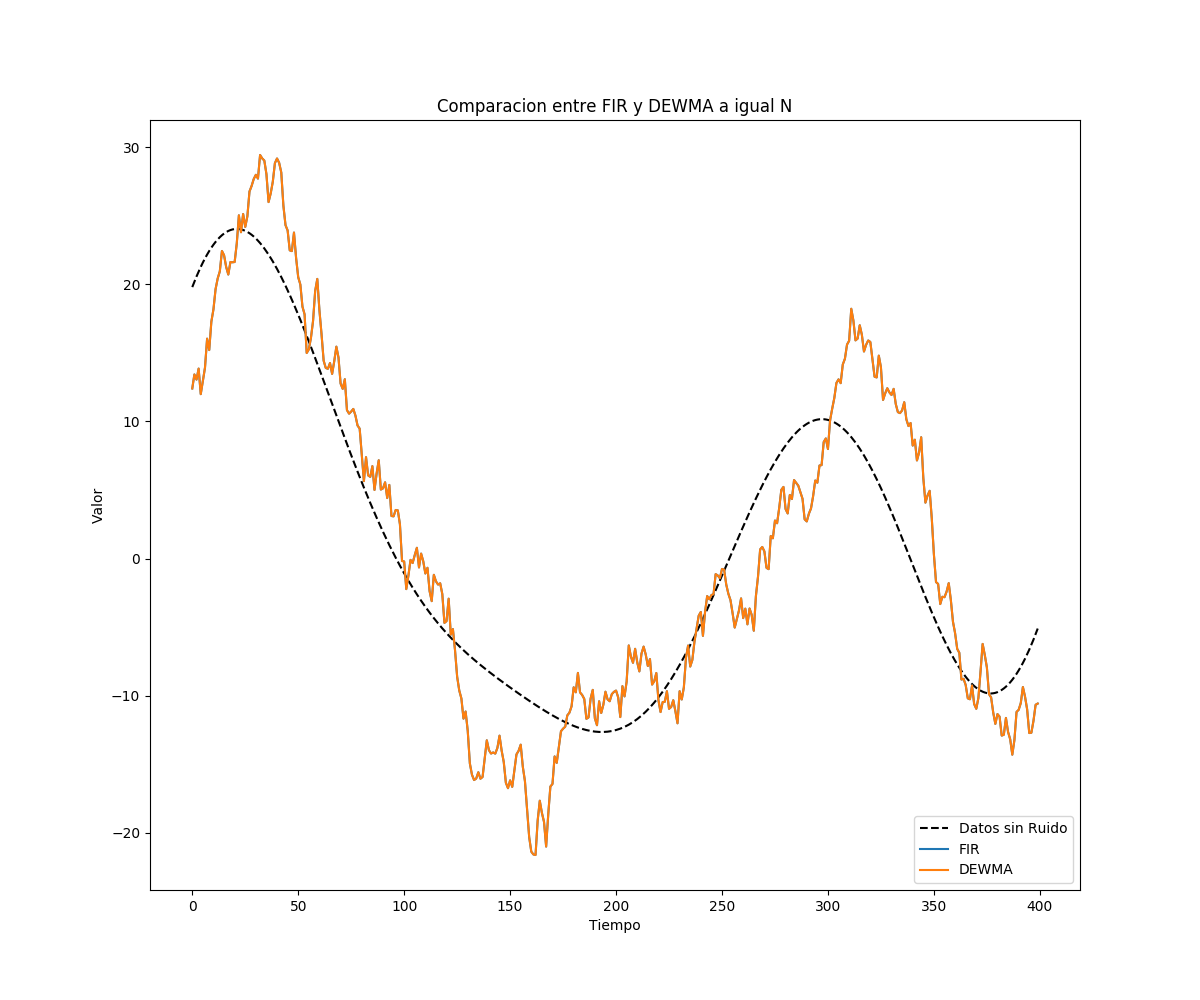 Comparacion entre FIR y DEWMA a igual N
30
20
10
0
−10
−20
Valor
0 50 100 150 200 250 300 350 400
Tiempo
Datos sin Ruido
FIR
DEWMA